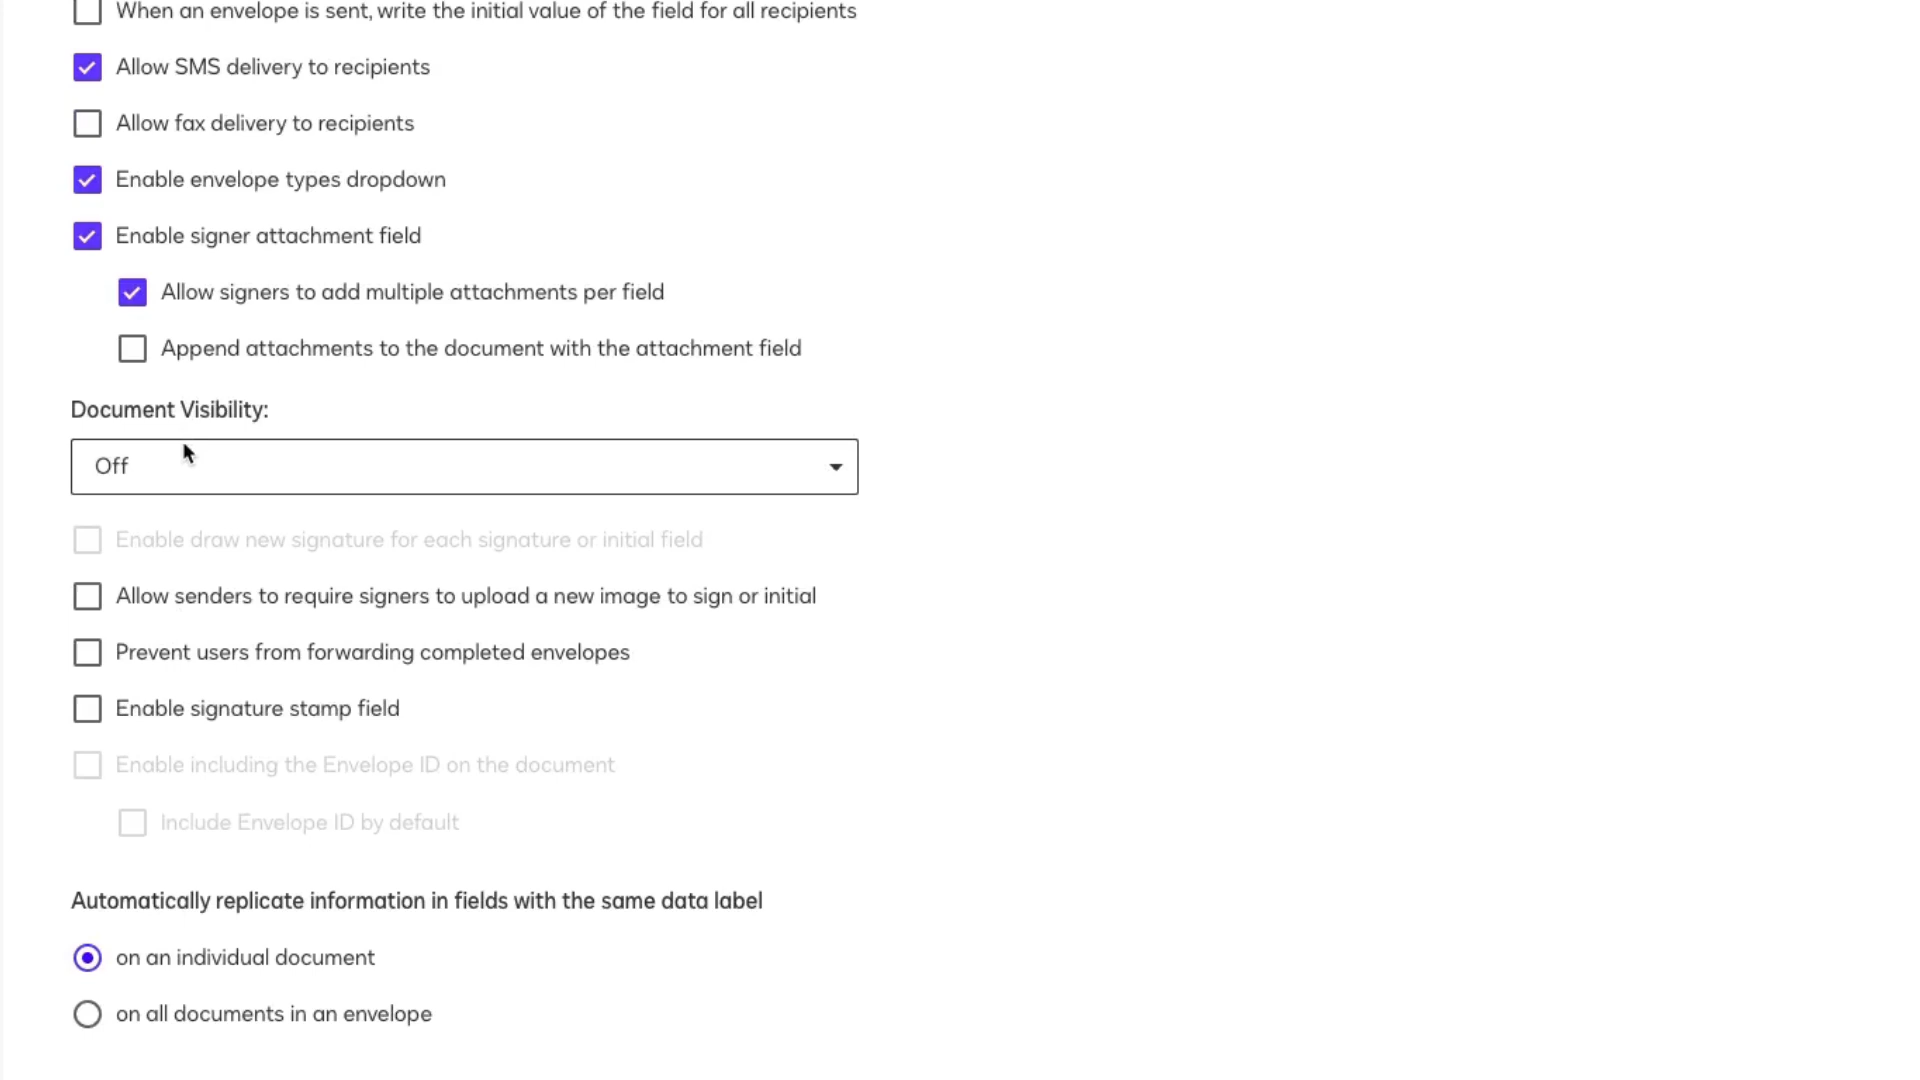 When an envelope is sent, write the initial value of the field for all recipients
Allow SMS delivery to recipients
Allow fax delivery to recipients
Enable envelope types dropdown
Enable signer attachment field
Allow signers to add multiple attachments per field
Append attachments to the document with the attachment field
Document Visibility:
Off
Enable draw new signature for each signature or initial field
Allow senders to require signers to upload a new image to sign or initial
Prevent users from forwarding completed envelopes
Enable signature stamp field
Enable including the Envelope ID on the document
Include Envelope ID by default
Automatically replicate information in fields with the same data label
on an individual document
on all documents in an envelope